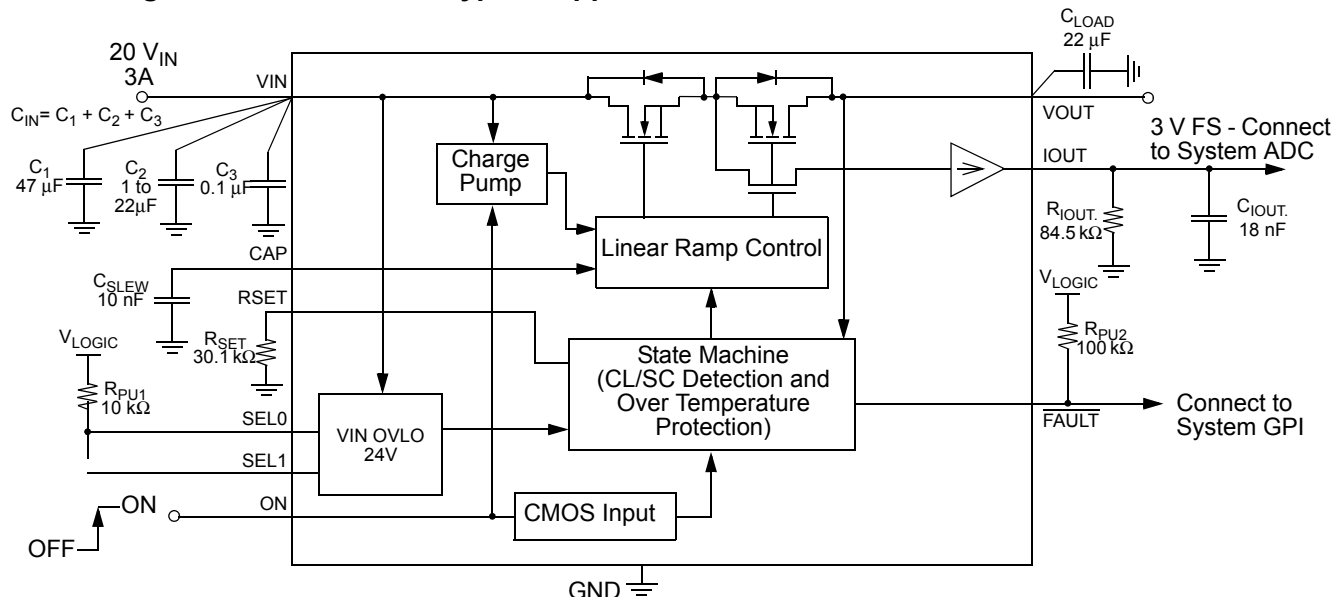 C_LOAD
22 µF
20 V_IN
3A
VIN
VOUT
C_IN= C_1 + C_2 + C_3
3 V FS - Connect
to System ADC
C_1
47 µF
C_2
1 to
22µF
C_3
0.1 µF
Charge
Pump
IOUT
R_IOUT.
84.5 kΩ
C_IOUT.
18 nF
Linear Ramp Control
CAP
C_SLEW
10 nF
RSET
R_SET
30.1 kΩ
V_LOGIC
R_PU2
100 kΩ
V_LOGIC
R_PU1
10 kΩ
State Machine
(CL/SC Detection and
Over Temperature
Protection)
SEL0
SEL1
VIN OVLO
24V
FAULT
Connect to
System GPI
ON
ON
OFF
CMOS Input
GND